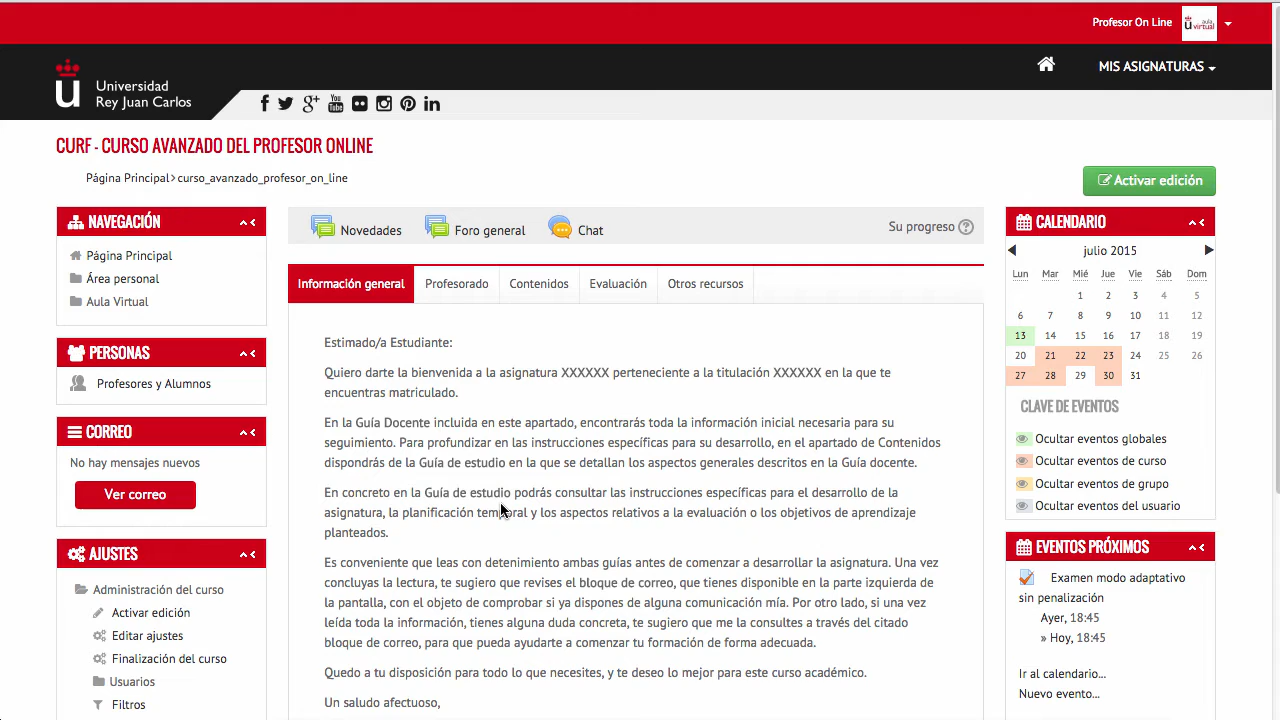 Profesor On Line
aula
virtual
MIS ASIGNATURAS
Universidad
Rey Juan Carlos
CURF - CURSO AVANZADO DEL PROFESOR ONLINE
Página Principal > curso_avanzado_profesor_on_line
Activar edición
NAVEGACIÓN
Página Principal
Área personal
Aula Virtual
PERSONAS
Profesores y Alumnos
CORREO
No hay mensajes nuevos
Ver correo
AJUSTES
Administración del curso
Activar edición
Editar ajustes
Finalización del curso
Usuarios
Filtros
Novedades
Foro general
Chat
Su progreso
Información general
Profesorado
Contenidos
Evaluación
Otros recursos
Estimado/a Estudiante:
Quiero darte la bienvenida a la asignatura XXXXXX perteneciente a la titulación XXXXXX en la que te
encuentras matriculado.
En la Guía Docente incluida en este apartado, encontrarás toda la información inicial necesaria para su
seguimiento. Para profundizar en las instrucciones específicas para su desarrollo, en el apartado de Contenidos
dispondrás de la Guía de estudio en la que se detallan los aspectos generales descritos en la Guía docente.
En concreto en la Guía de estudio podrás consultar las instrucciones específicas para el desarrollo de la
asignatura, la planificación temporal y los aspectos relativos a la evaluación o los objetivos de aprendizaje
planteados.
Es conveniente que leas con detenimiento ambas guías antes de comenzar a desarrollar la asignatura. Una vez
concluyas la lectura, te sugiero que revises el bloque de correo, que tienes disponible en la parte izquierda de
la pantalla, con el objeto de comprobar si ya dispones de alguna comunicación mía. Por otro lado, si una vez
leída toda la información, tienes alguna duda concreta, te sugiero que me la consultes a través del citado
bloque de correo, para que pueda ayudarte a comenzar tu formación de forma adecuada.
Quedo a tu disposición para todo lo que necesites, y te deseo lo mejor para este curso académico.
Un saludo afectuoso,
CALENDARIO
julio 2015
Lun Mar Mié Jue Vie Sáb Dom
1 2 3 4 5
6 7 8 9 10 11 12
13 14 15 16 17 18 19
20 21 22 23 24 25 26
27 28 29 30 31
CLAVE DE EVENTOS
Ocultar eventos globales
Ocultar eventos de curso
Ocultar eventos de grupo
Ocultar eventos del usuario
EVENTOS PRÓXIMOS
Examen modo adaptativo
sin penalización
Ayer, 18:45
» Hoy, 18:45
Ir al calendario...
Nuevo evento...